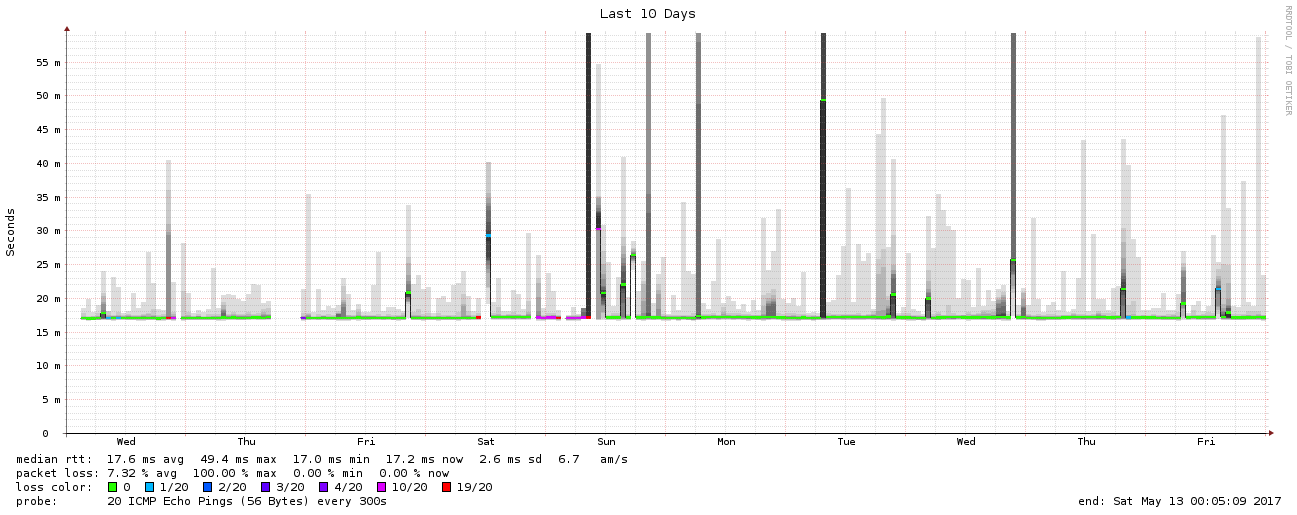 Last 10 Days
RRDTOOL / TOBI OETIKER
Seconds
55 m
50 m
45 m
40 m
35 m
30 m
25 m
20 m
15 m
10 m
5 m
0
Wed Thu Fri Sat Sun Mon Tue Wed Thu Fri
median rtt: 17.6 ms avg 49.4 ms max 17.0 ms min 17.2 ms now 2.6 ms sd 6.7 am/s
packet loss: 7.32 % avg 100.00 % max 0.00 % min 0.00 % now
loss color: 0 1/20 2/20 3/20 4/20 10/20 19/20
probe: 20 ICMP Echo Pings (56 Bytes) every 300s end: Sat May 13 00:05:09 2017